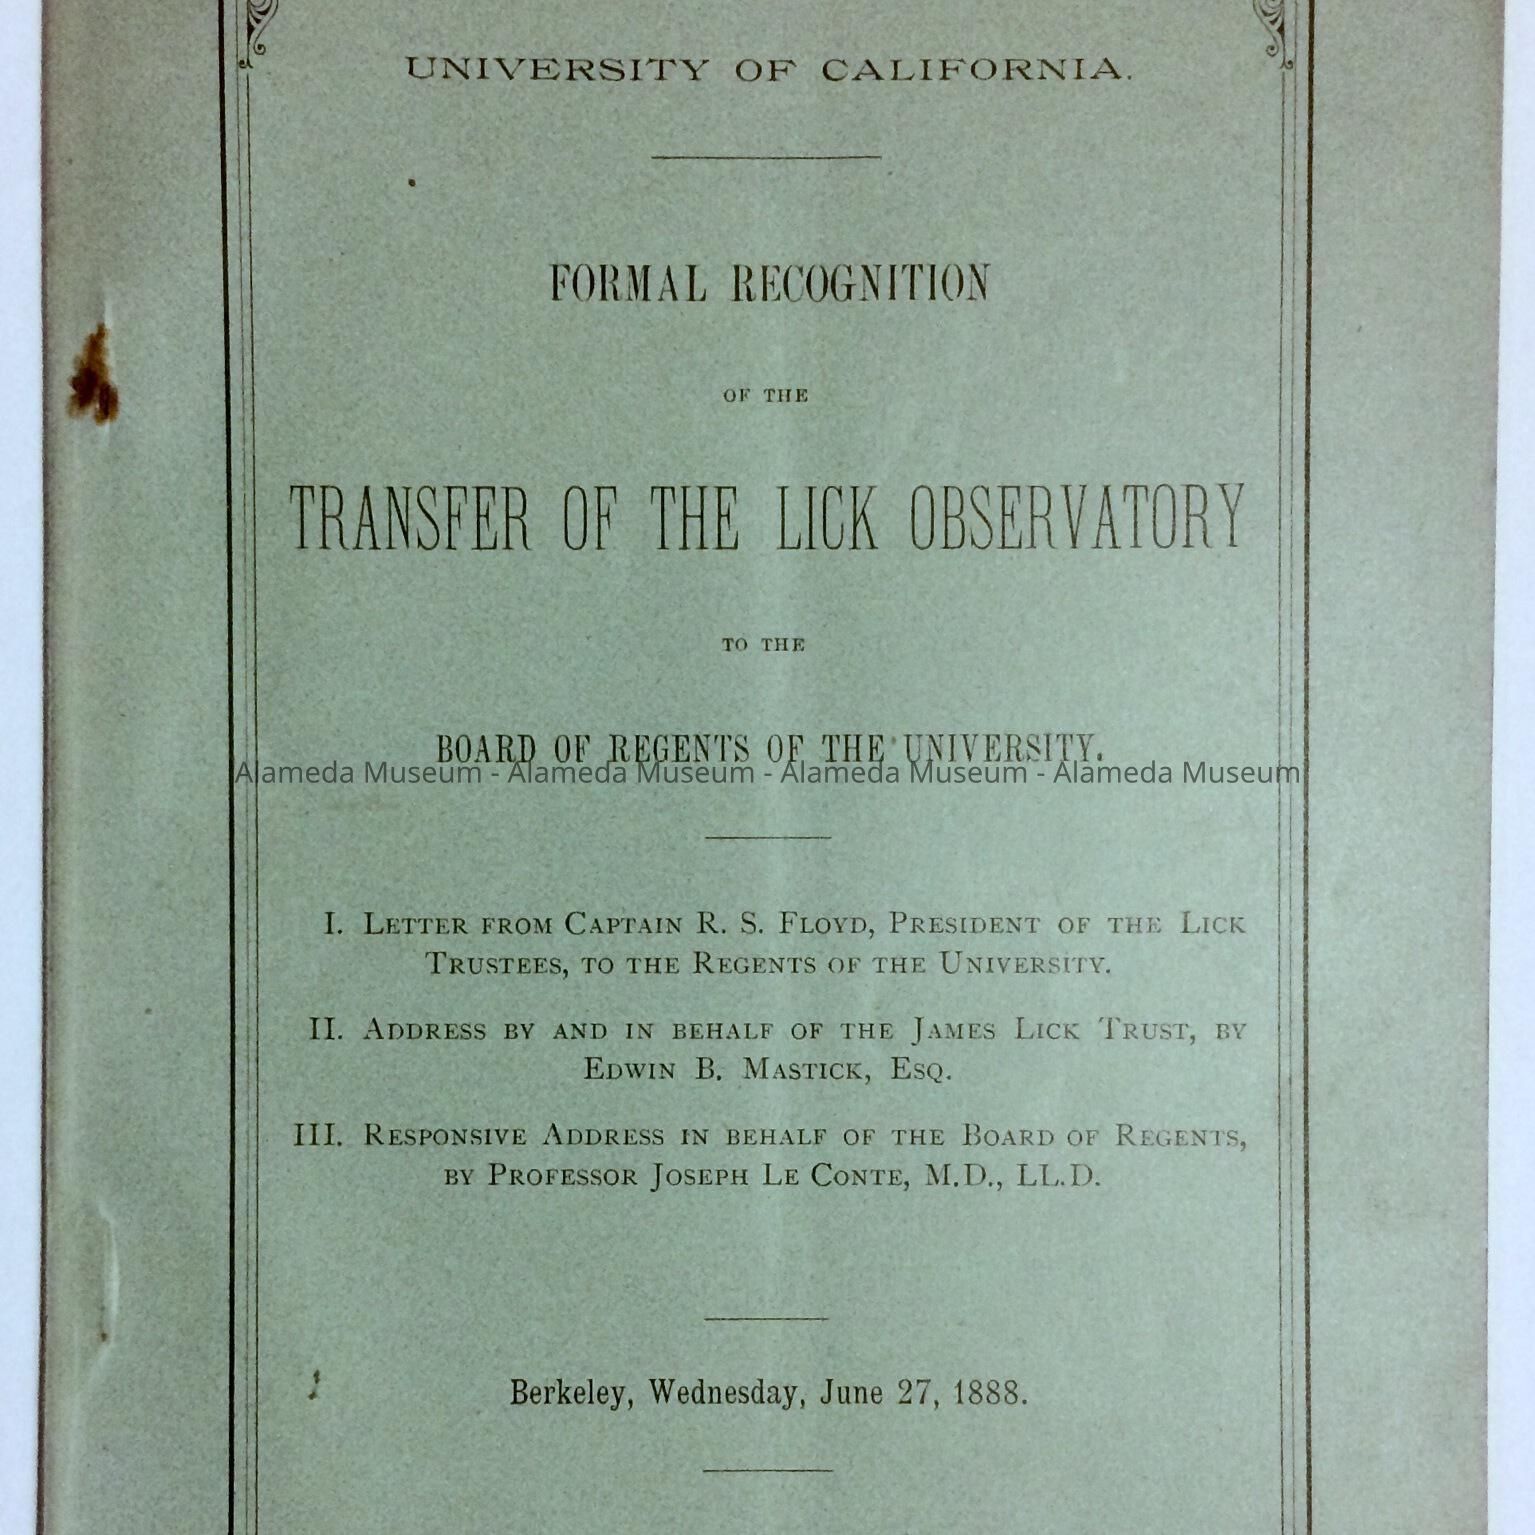 UNIVERSITY OF CALIFORNIA.
FORMAL RECOGNITION
OF THE
TRANSFER OF THE LICK OBSERVATORY
TO THE
BOARD OF REGENTS OF THE UNIVERSITY.
Alameda Museum - Alameda Museum - Alameda Museum - Alameda Museum
I. LETTER FROM CAPTAIN R. S. FLOYD, PRESIDENT OF THE LICK
TRUSTEES, TO THE REGENTS OF THE UNIVERSITY.
II. ADDRESS BY AND IN BEHALF OF THE JAMES LICK TRUST, BY
EDWIN B. MASTICK, ESQ.
III. RESPONSIVE ADDRESS IN BEHALF OF THE BOARD OF REGENTS,
BY PROFESSOR JOSEPH LE CONTE, M.D., LL.D.
Berkeley, Wednesday, June 27, 1888.